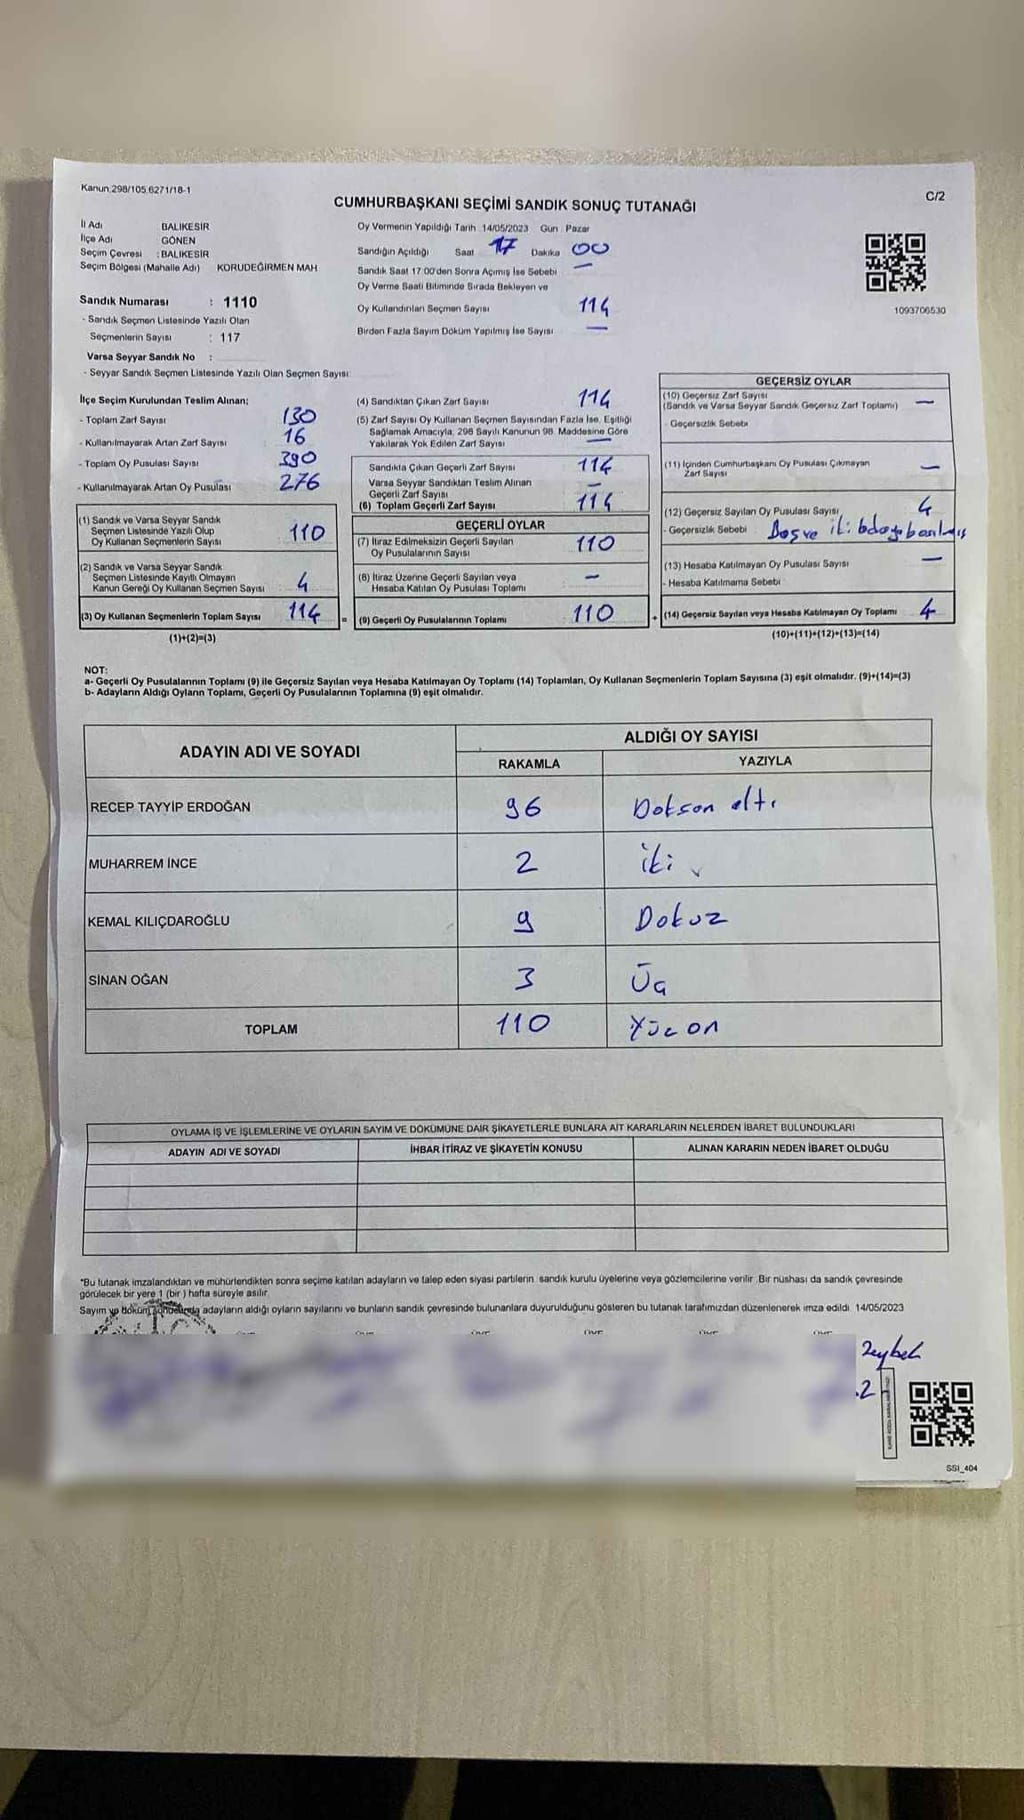 Kanun:298/105,6271/18-1
C/2
CUMHURBAŞKANI SEÇİMİ SANDIK SONUÇ TUTANAĞI
İl Adı BALIKESİR
İlçe Adı GÖNEN
Seçim Çevresi : BALIKESİR
Seçim Bölgesi (Mahalle Adı) KORUDEĞİRMEN MAH
Sandık Numarası : 1110
- Sandık Seçmen Listesinde Yazılı Olan
Seçmenlerin Sayısı : 117
Varsa Seyyar Sandık No :
- Seyyar Sandık Seçmen Listesinde Yazılı Olan Seçmen Sayısı:
Oy Vermenin Yapıldığı Tarih 14/05/2023 Gün Pazar
Sandığın Açıldığı Saat 17 Dakika 00
Sandık Saat 17:00'den Sonra Açımış İse Sebebi —
Oy Verme Saati Bitiminde Sırada Bekleyen ve
Oy Kullandırılan Seçmen Sayısı 114
Birden Fazla Sayım Döküm Yapılmış İse Sayısı —
1093706530
İlçe Seçim Kurulundan Teslim Alınan;
- Toplam Zarf Sayısı 130
- Kullanılmayarak Artan Zarf Sayısı 16
- Toplam Oy Pusulası Sayısı 390
- Kullanılmayarak Artan Oy Pusulası 276
(1) Sandık ve Varsa Seyyar Sandık
Seçmen Listesinde Yazılı Olup
Oy Kullanan Seçmenlerin Sayısı 110
(2) Sandık ve Varsa Seyyar Sandık
Seçmen Listesinde Kayıtlı Olmayan
Kanun Gereği Oy Kullanan Seçmen Sayısı 4
(3) Oy Kullanan Seçmenlerin Toplam Sayısı 114 =
(1)+(2)=(3)
(4) Sandıktan Çıkan Zarf Sayısı 114
(5) Zarf Sayısı Oy Kullanan Seçmen Sayısından Fazla İse, Eşitliği
Sağlamak Amacıyla, 298 Sayılı Kanunun 98. Maddesine Göre
Yakılarak Yok Edilen Zarf Sayısı —
Sandıkta Çıkan Geçerli Zarf Sayısı 114
Varsa Seyyar Sandıktan Teslim Alınan
Geçerli Zarf Sayısı —
(6) Toplam Geçerli Zarf Sayısı 114
GEÇERLİ OYLAR
(7) İtiraz Edilmeksizin Geçerli Sayılan
Oy Pusulalarının Sayısı 110
(8) İtiraz Üzerine Geçerli Sayılan veya
Hesaba Katılan Oy Pusulası Toplamı —
(9) Geçerli Oy Pusulalarının Toplamı 110 +
GEÇERSİZ OYLAR
(10) Geçersiz Zarf Sayısı —
(Sandık ve Varsa Seyyar Sandık Geçersiz Zarf Toplamı)
- Geçersizlik Sebebi
(11) İçinden Cumhurbaşkanı Oy Pusulası Çıkmayan
Zarf Sayısı —
(12) Geçersiz Sayılan Oy Pusulası Sayısı 4
- Geçersizlik Sebebi Boş ve
(13) Hesaba Katılmayan Oy Pusulası Sayısı —
- Hesaba Katılmama Sebebi
(14) Geçersiz Sayılan veya Hesaba Katılmayan Oy Toplamı 4
(10)+(11)+(12)+(13)=(14)
NOT:
a- Geçerli Oy Pusulalarının Toplamı (9) ile Geçersiz Sayılan veya Hesaba Katılmayan Oy Toplamı (14) Toplamları, Oy Kullanan Seçmenlerin Toplam Sayısına (3) eşit olmalıdır. (9)+(14)=(3)
b- Adayların Aldığı Oyların Toplamı, Geçerli Oy Pusulalarının Toplamına (9) eşit olmalıdır.
ADAYIN ADI VE SOYADI
ALDIĞI OY SAYISI
RAKAMLA YAZIYLA
RECEP TAYYİP ERDOĞAN 96 Doksan altı
MUHARREM İNCE 2 iki
KEMAL KILIÇDAROĞLU 9 Dokuz
SİNAN OĞAN 3 Üç
TOPLAM 110 Yüz on
OYLAMA İŞ VE İŞLEMLERİNE VE OYLARIN SAYIM VE DÖKÜMÜNE DAİR ŞİKAYETLERLE BUNLARA AİT KARARLARIN NELERDEN İBARET BULUNDUKLARI
ADAYIN ADI VE SOYADI İHBAR İTİRAZ VE ŞİKAYETİN KONUSU ALINAN KARARIN NEDEN İBARET OLDUĞU
*Bu tutanak imzalandıktan ve mühürlendikten sonra seçime katılan adayların ve talep eden siyasi partilerin sandık kurulu üyelerine veya gözlemcilerine verilir. Bir nüshası da sandık çevresinde
görülecek bir yere 1 (bir) hafta süreyle asılır.
Sayım ve döküm sonucunda adayların aldığı oyların sayılarını ve bunların sandık çevresinde bulunanlara duyurulduğunu gösteren bu tutanak tarafımızdan düzenlenerek imza edildi. 14/05/2023
Zeybek
SSI_404